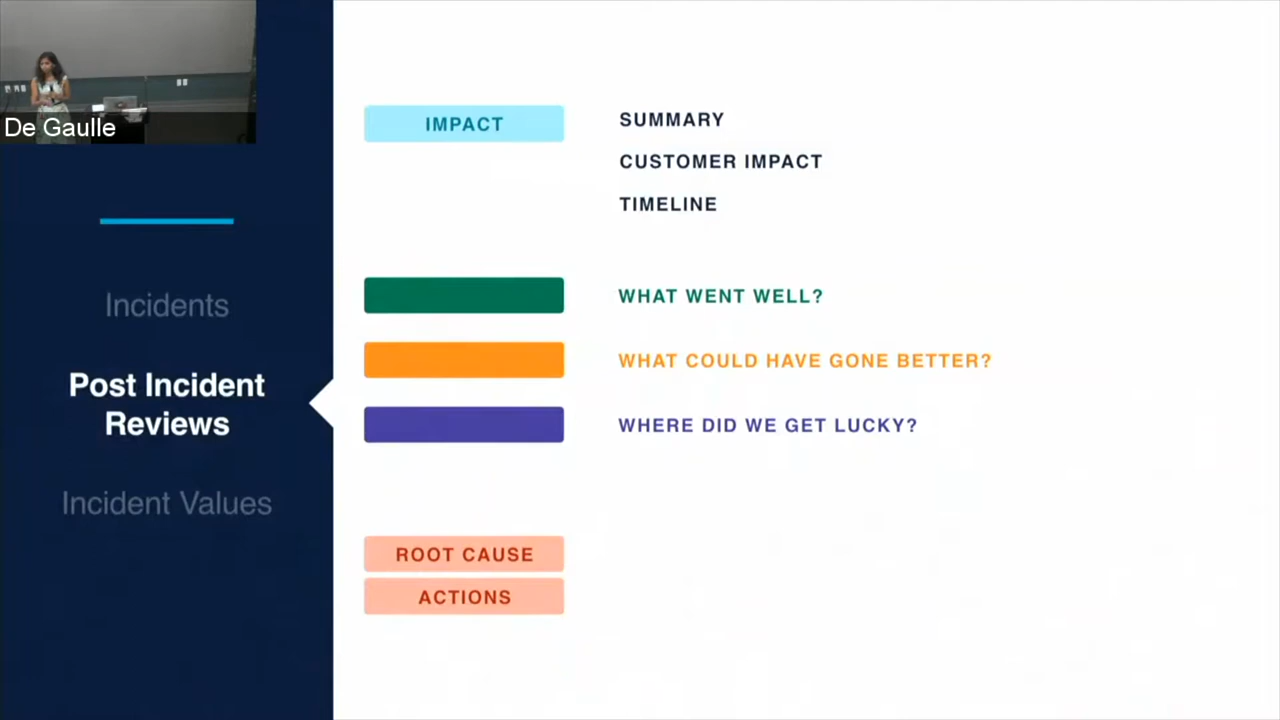 De Gaulle
Incidents
Post Incident
Reviews
Incident Values
IMPACT
SUMMARY
CUSTOMER IMPACT
TIMELINE
WHAT WENT WELL?
WHAT COULD HAVE GONE BETTER?
WHERE DID WE GET LUCKY?
ROOT CAUSE
ACTIONS